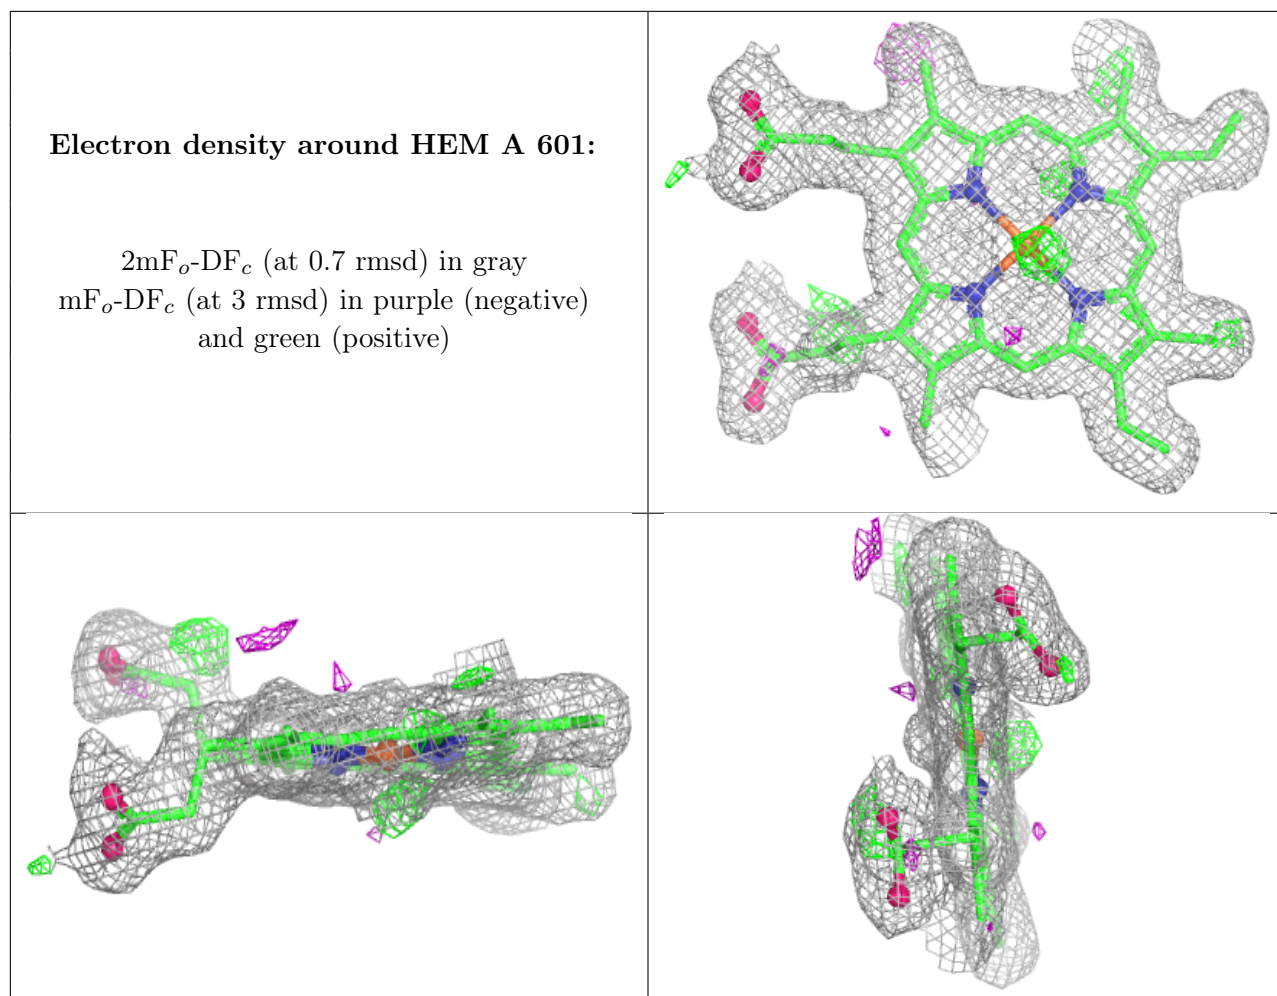 Electron density around HEM A 601:
2mFₒ-DF𝒸 (at 0.7 rmsd) in gray
mFₒ-DF𝒸 (at 3 rmsd) in purple (negative)
and green (positive)